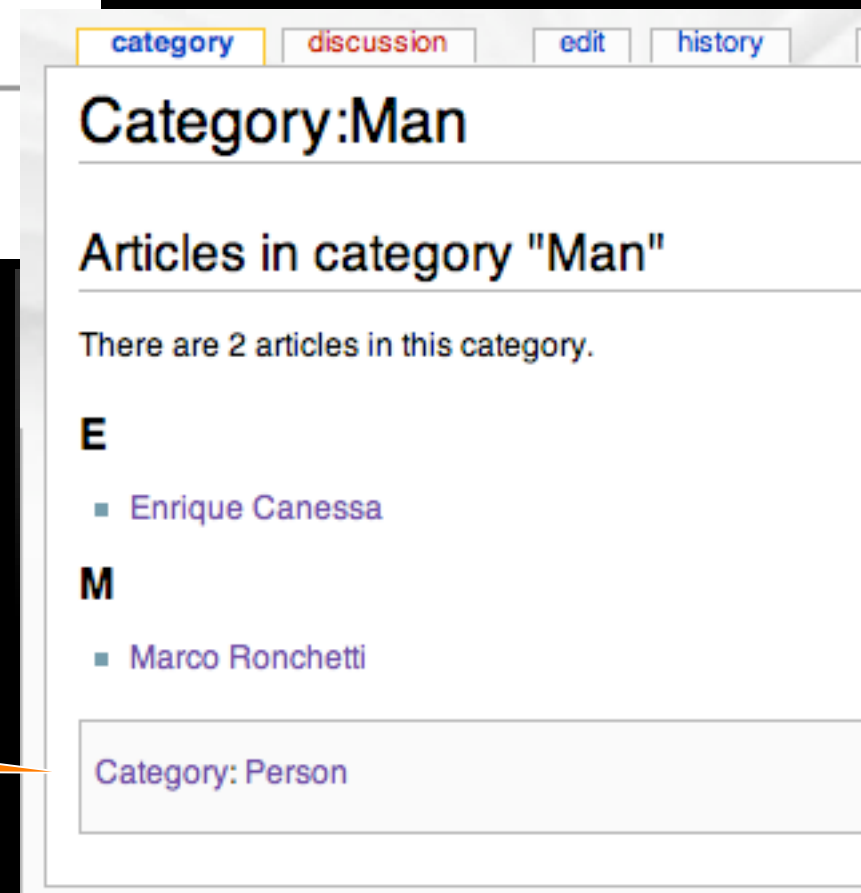 category discussion edit history
Category:Man
Articles in category "Man"
There are 2 articles in this category.
E
Enrique Canessa
M
Marco Ronchetti
Category: Person